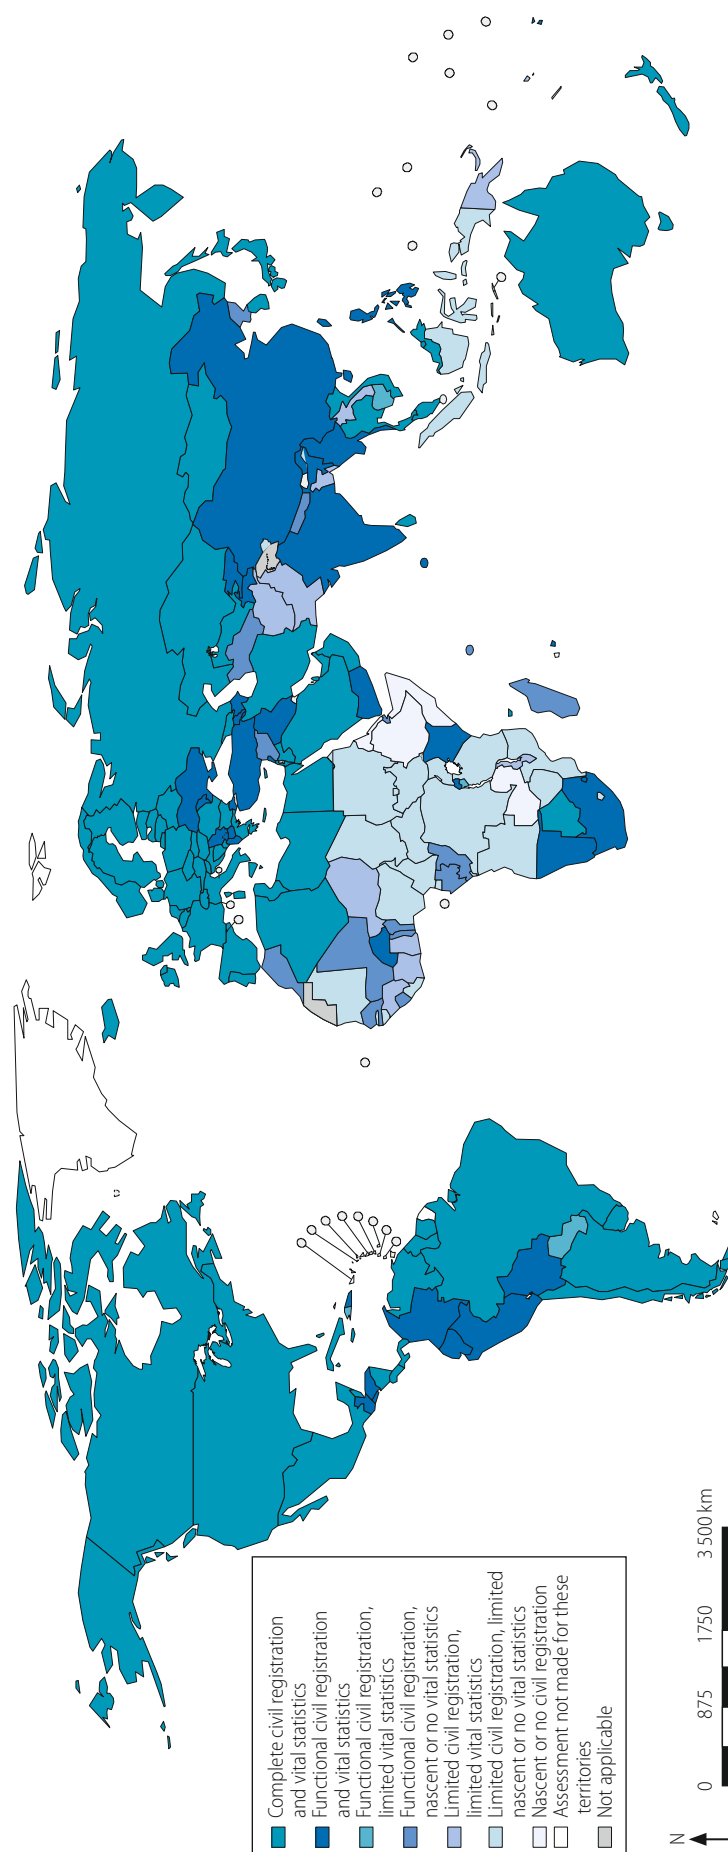 Complete civil registration
and vital statistics
Functional civil registration
and vital statistics
Functional civil registration,
limited vital statistics
Functional civil registration,
nascent or no vital statistics
Limited civil registration,
limited vital statistics
Limited civil registration, limited
nascent or no vital statistics
Nascent or no civil registration
Assessment not made for these
territories
Not applicable
N
0 875 1750 3 500 km